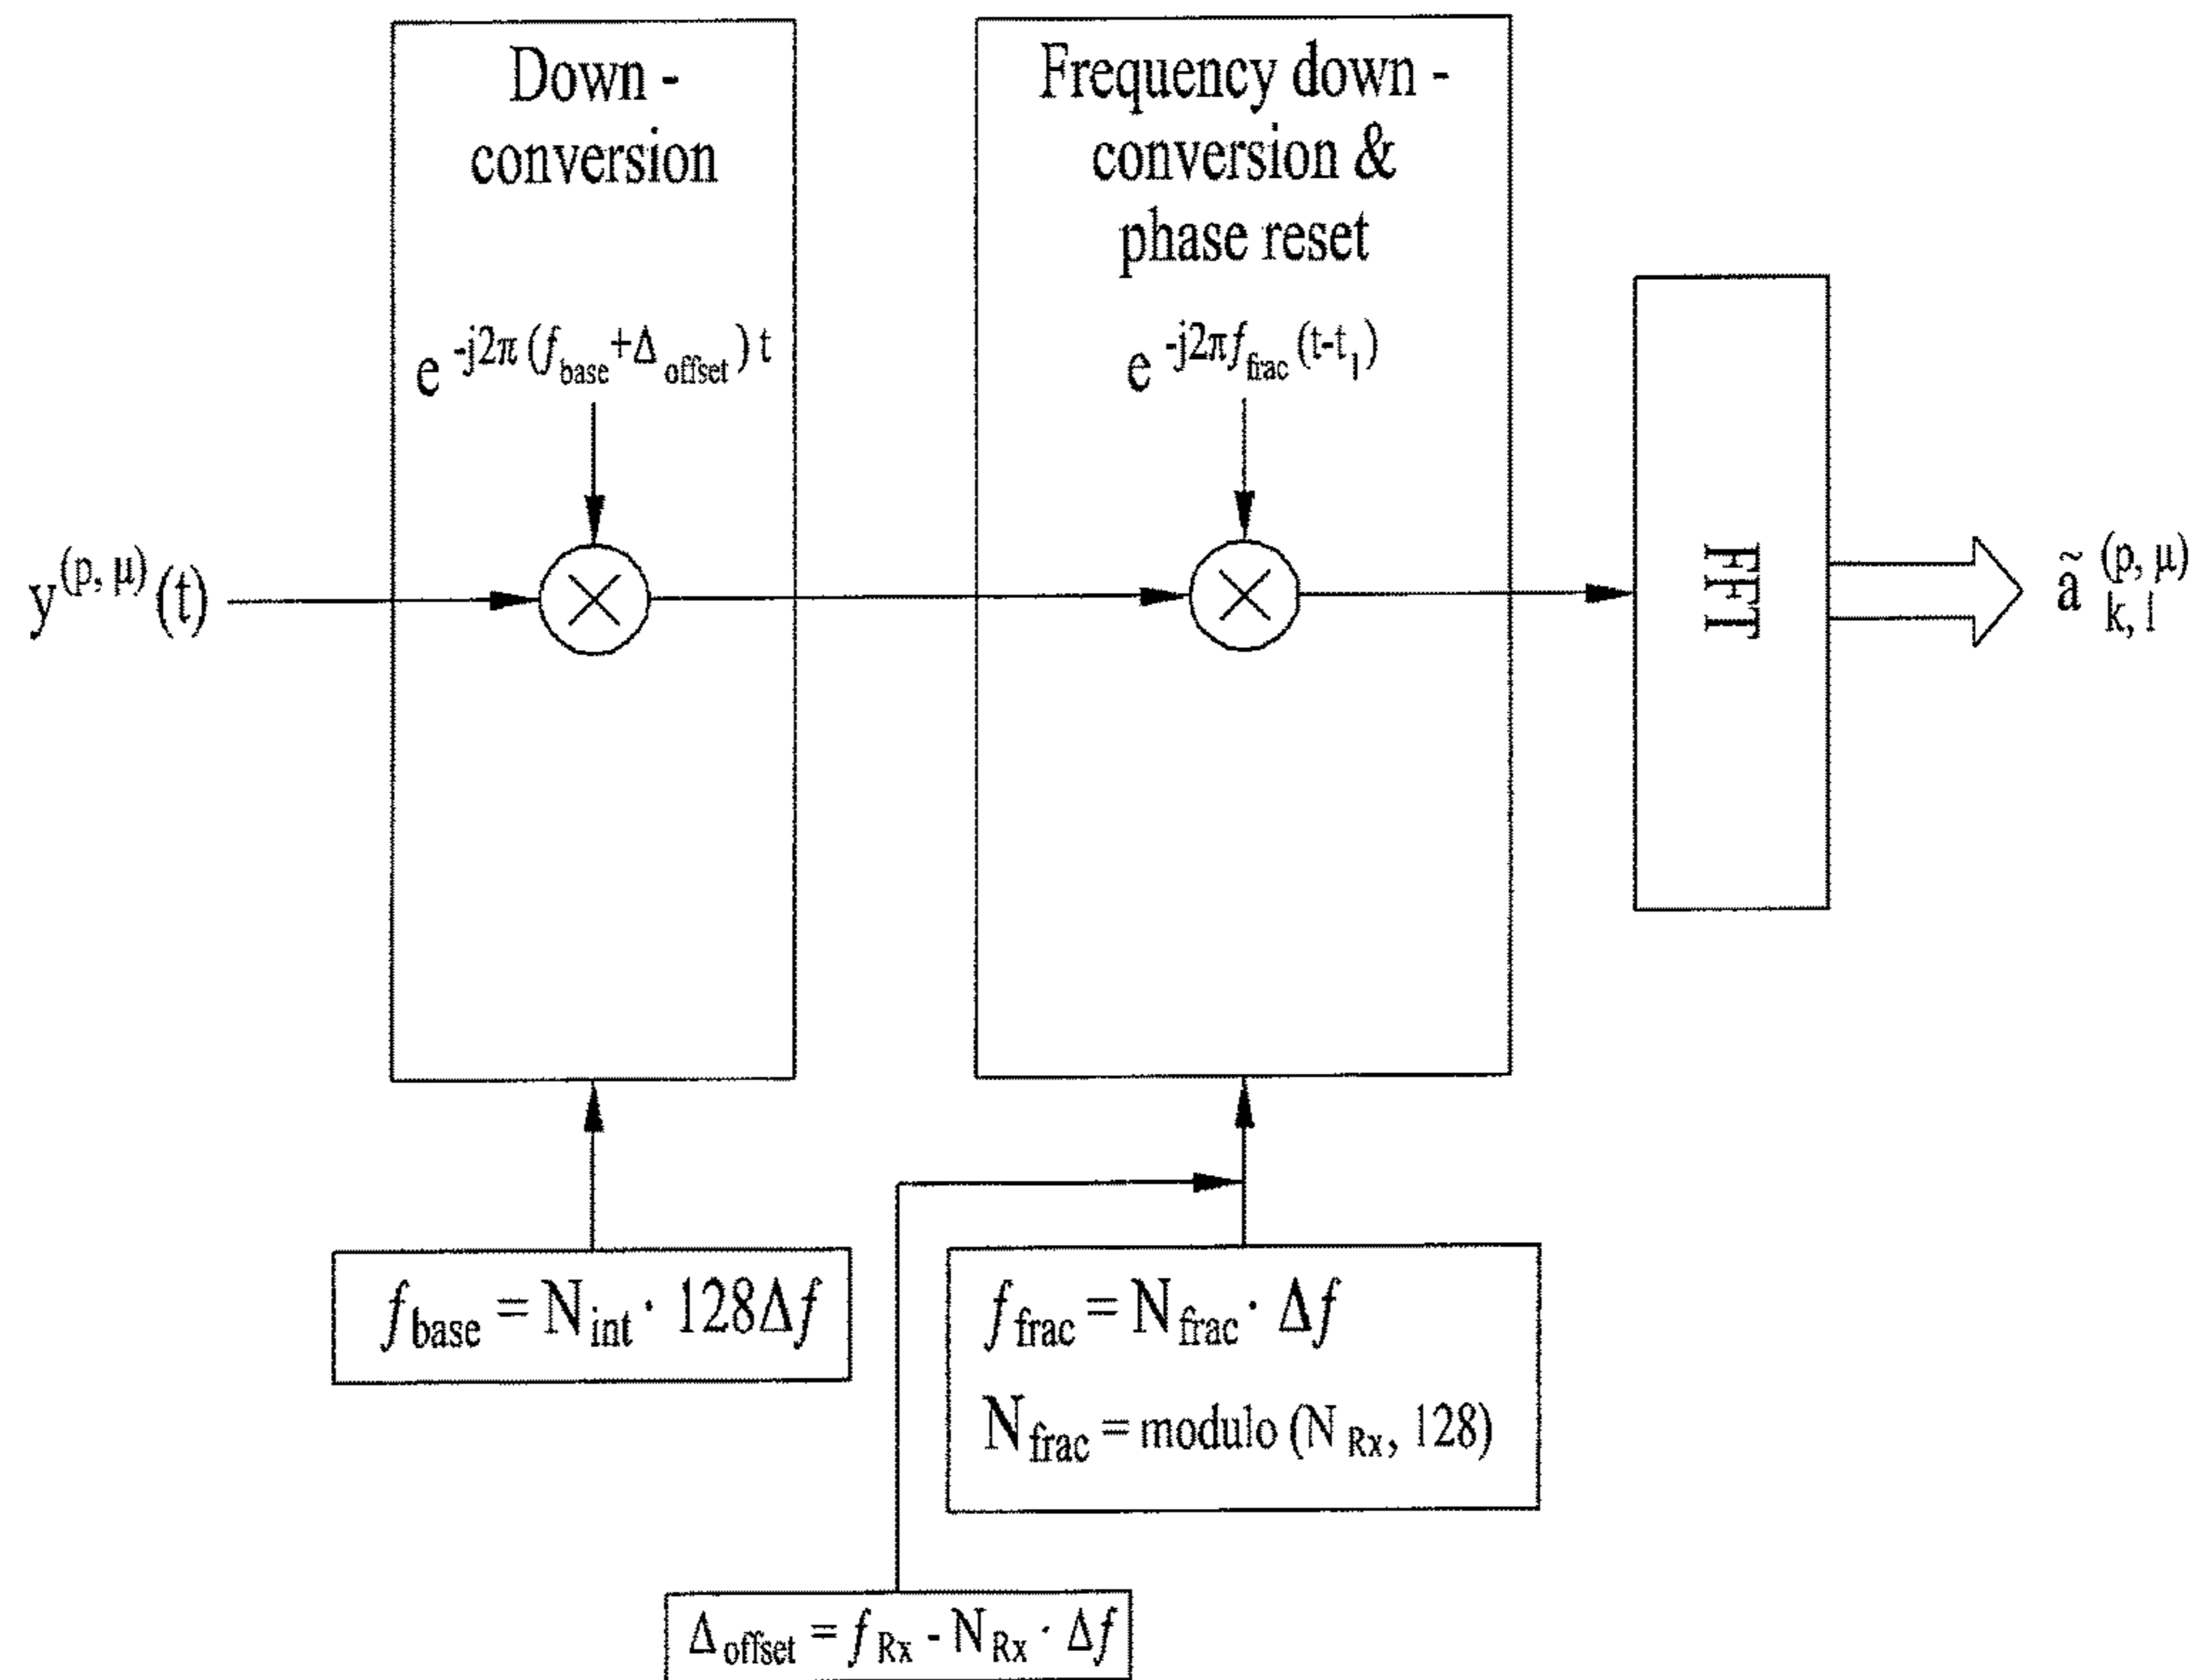 Down -
conversion
e -j2π (f base +Δ offset ) t
Frequency down -
conversion &
phase reset
e -j2πf frac (t-t l )
y (p, μ) (t)
FFT
ã (p, μ) k, l
f base = N int · 128Δf
f frac = N frac · Δf
N frac = modulo (N Rx, 128)
Δ offset = f Rx - N Rx · Δf